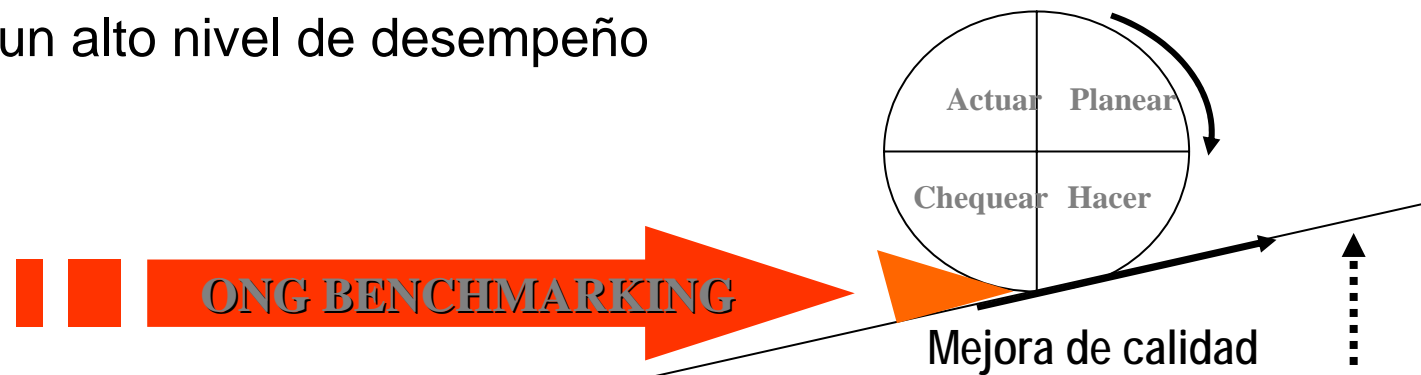 un alto nivel de desempeño
Actuar Planear
Chequear Hacer
ONG BENCHMARKING
Mejora de calidad